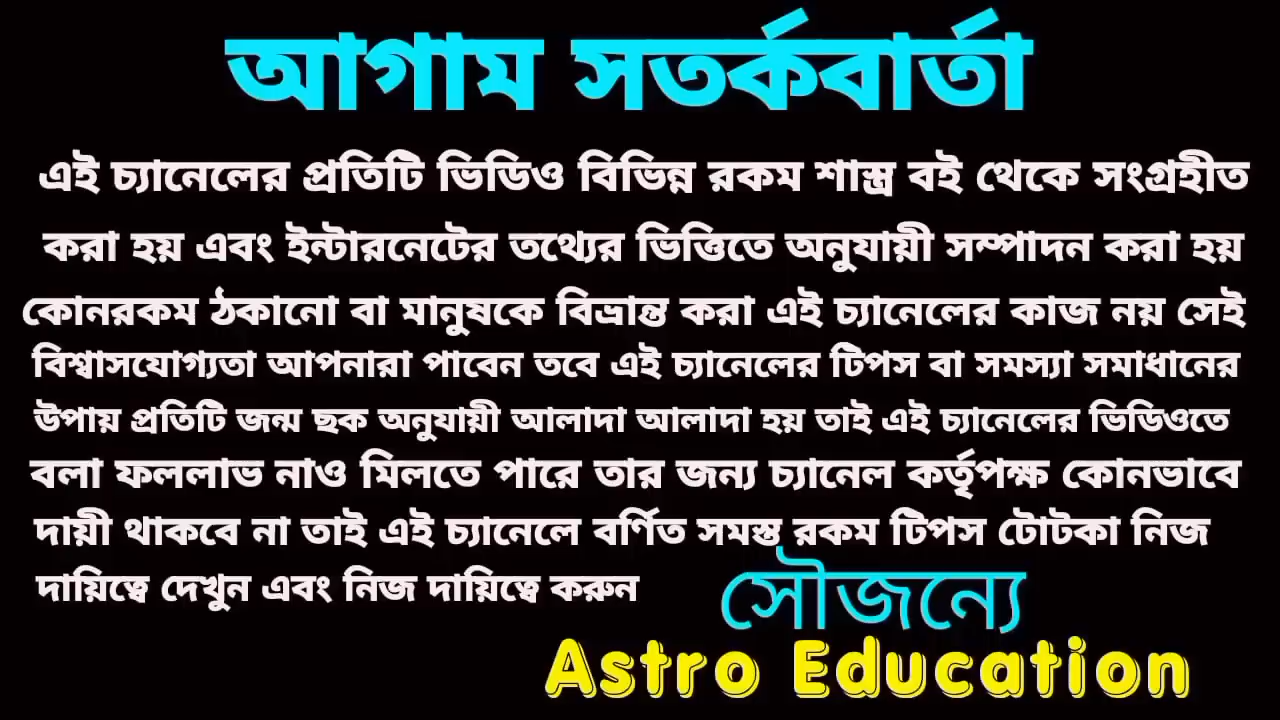 আগাম সতর্কবার্তা
এই চ্যানেলের প্রতিটি ভিডিও বিভিন্ন রকম শাস্ত্র বই থেকে সংগ্রহীত
করা হয় এবং ইন্টারনেটের তথ্যের ভিত্তিতে অনুযায়ী সম্পাদন করা হয়
কোনরকম ঠকানো বা মানুষকে বিভ্রান্ত করা এই চ্যানেলের কাজ নয় সেই
বিশ্বাসযোগ্যতা আপনারা পাবেন তবে এই চ্যানেলের টিপস বা সমস্যা সমাধানের
উপায় প্রতিটি জন্ম ছক অনুযায়ী আলাদা আলাদা হয় তাই এই চ্যানেলের ভিডিওতে
বলা ফললাভ নাও মিলতে পারে তার জন্য চ্যানেল কর্তৃপক্ষ কোনভাবে
দায়ী থাকবে না তাই এই চ্যানেলে বর্ণিত সমস্ত রকম টিপস টোটকা নিজ
দায়িত্বে দেখুন এবং নিজ দায়িত্বে করুন
সৌজন্যে
Astro Education